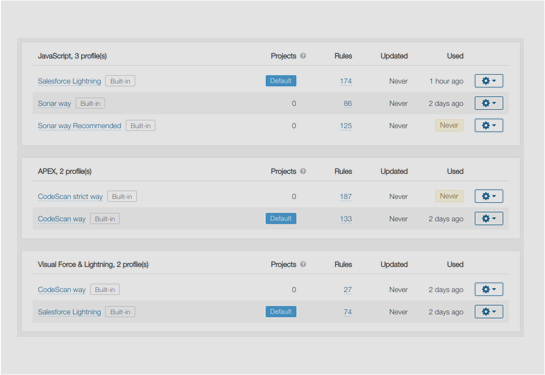 JavaScript, 3 profile(s) Projects ? Rules Updated Used
Salesforce Lightning Built-in Default 174 Never 1 hour ago
Sonar way Built-in 0 86 Never 2 days ago
Sonar way Recommended Built-in 0 125 Never Never
APEX, 2 profile(s) Projects ? Rules Updated Used
CodeScan strict way Built-in 0 187 Never Never
CodeScan way Built-in Default 133 Never 2 days ago
Visual Force & Lightning, 2 profile(s) Projects ? Rules Updated Used
CodeScan way Built-in 0 27 Never 2 days ago
Salesforce Lightning Built-in Default 74 Never 2 days ago